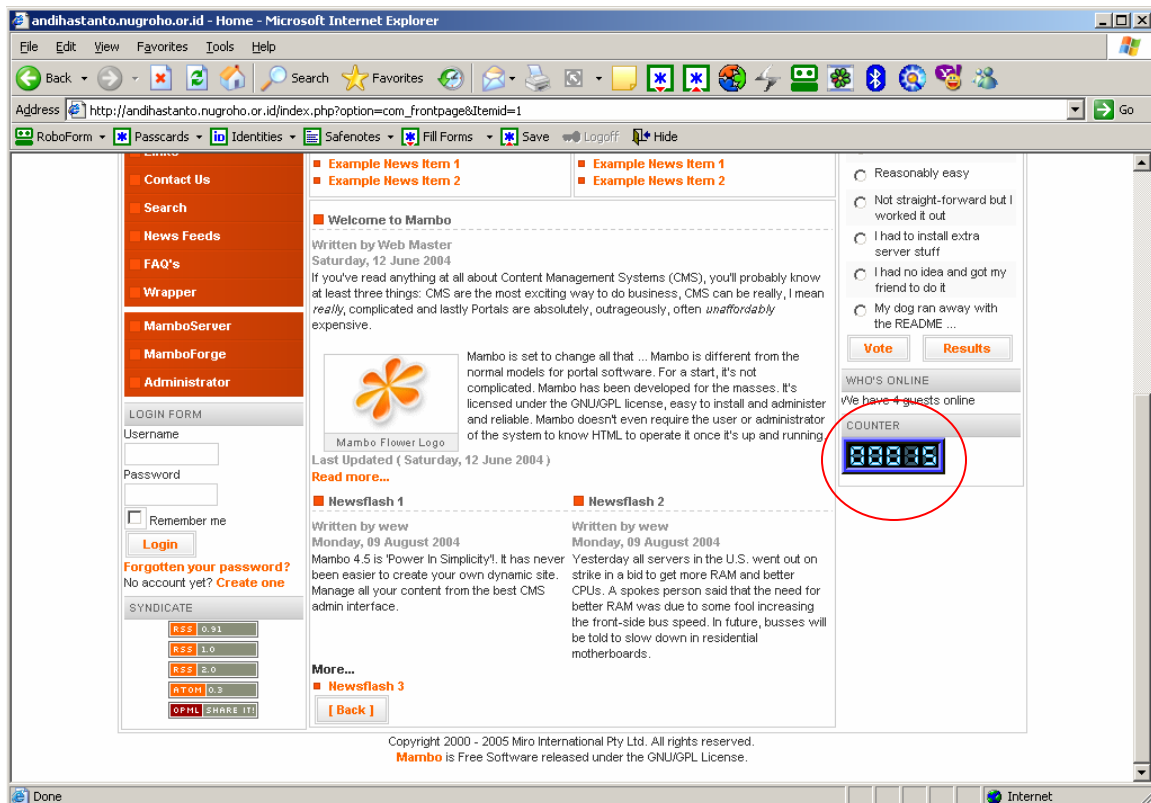 andihastanto.nugroho.or.id - Home - Microsoft Internet Explorer
File Edit View Favorites Tools Help
Back Search Favorites
Address http://andihastanto.nugroho.or.id/index.php?option=com_frontpage&Itemid=1 Go
RoboForm Passcards Identities Safenotes Fill Forms Save Logoff Hide
Links
Contact Us
Search
News Feeds
FAQ's
Wrapper
MamboServer
MamboForge
Administrator
LOGIN FORM
Username
Password
Remember me
Login
Forgotten your password?
No account yet? Create one
SYNDICATE
RSS 0.91
RSS 1.0
RSS 2.0
ATOM 0.3
OPML SHARE IT!
Example News Item 1
Example News Item 2
Example News Item 1
Example News Item 2
Welcome to Mambo
Written by Web Master
Saturday, 12 June 2004
If you've read anything at all about Content Management Systems (CMS), you'll probably know
at least three things: CMS are the most exciting way to do business, CMS can be really, I mean
really, complicated and lastly Portals are absolutely, outrageously, often unaffordably
expensive.
Mambo Flower Logo
Mambo is set to change all that ... Mambo is different from the
normal models for portal software. For a start, it's not
complicated. Mambo has been developed for the masses. It's
licensed under the GNU/GPL license, easy to install and administer
and reliable. Mambo doesn't even require the user or administrator
of the system to know HTML to operate it once it's up and running.
Last Updated ( Saturday, 12 June 2004 )
Read more...
Newsflash 1
Written by wew
Monday, 09 August 2004
Mambo 4.5 is 'Power In Simplicity'!. It has never
been easier to create your own dynamic site.
Manage all your content from the best CMS
admin interface.
Newsflash 2
Written by wew
Monday, 09 August 2004
Yesterday all servers in the U.S. went out on
strike in a bid to get more RAM and better
CPUs. A spokes person said that the need for
better RAM was due to some fool increasing
the front-side bus speed. In future, busses will
be told to slow down in residential
motherboards.
More...
Newsflash 3
[ Back ]
Reasonably easy
Not straight-forward but I
worked it out
I had to install extra
server stuff
I had no idea and got my
friend to do it
My dog ran away with
the README ...
Vote Results
WHO'S ONLINE
We have 4 guests online
COUNTER
Copyright 2000 - 2005 Miro International Pty Ltd. All rights reserved.
Mambo is Free Software released under the GNU/GPL License.
Done Internet